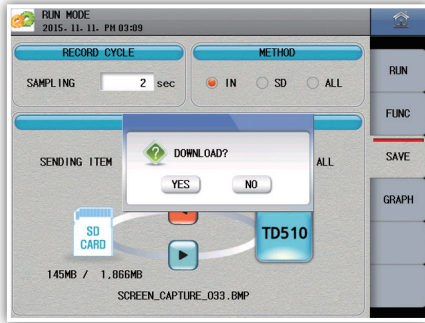 RUN MODE
2015. 11. 11. PM 03:09
RECORD CYCLE
METHOD
SAMPLING 2 sec
IN SD ALL
RUN
FUNC
SAVE
GRAPH
DOWNLOAD?
YES NO
SENDING ITEM
ALL
SD
CARD
TD510
145MB / 1,866MB
SCREEN_CAPTURE_033.BMP